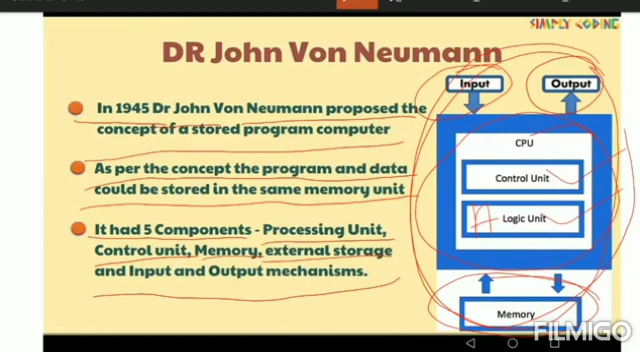 SIMPLY CODING
DR John Von Neumann
In 1945 Dr John Von Neumann proposed the
concept of a stored program computer
As per the concept the program and data
could be stored in the same memory unit
It had 5 Components - Processing Unit,
Control unit, Memory, external storage
and Input and Output mechanisms.
Input
Output
CPU
Control Unit
Logic Unit
Memory
FILMIGO